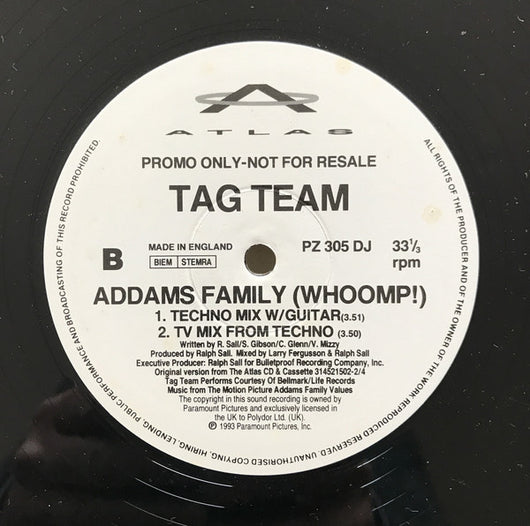 ATLAS
PROMO ONLY-NOT FOR RESALE
TAG TEAM
B
MADE IN ENGLAND
BIEM STEMRA
PZ 305 DJ
33⅓
rpm
ADDAMS FAMILY (WHOOMP!)
1. TECHNO MIX W/GUITAR(3.51)
2. TV MIX FROM TECHNO (3.50)
Written by R. Sall/S. Gibson/C. Glenn/V. Mizzy
Produced by Ralph Sall. Mixed by Larry Fergusson & Ralph Sall
Executive Producer: Ralph Sall for Bulletproof Recording Company, Inc.
Original version from The Atlas CD & Cassette 314521502-2/4
Tag Team Performs Courtesy Of Bellmark/Life Records
Music from The Motion Picture Addams Family Values
The copyright in this sound recording is owned by
Paramount Pictures and exclusively licensed in
the UK to Polydor Ltd. (UK).
℗ 1993 Paramount Pictures, Inc.
ALL RIGHTS OF THE PRODUCER AND OF THE OWNER OF THE WORK REPRODUCED RESERVED. UNAUTHORISED COPYING, HIRING, LENDING, PUBLIC PERFORMANCE AND BROADCASTING OF THIS RECORD PROHIBITED.